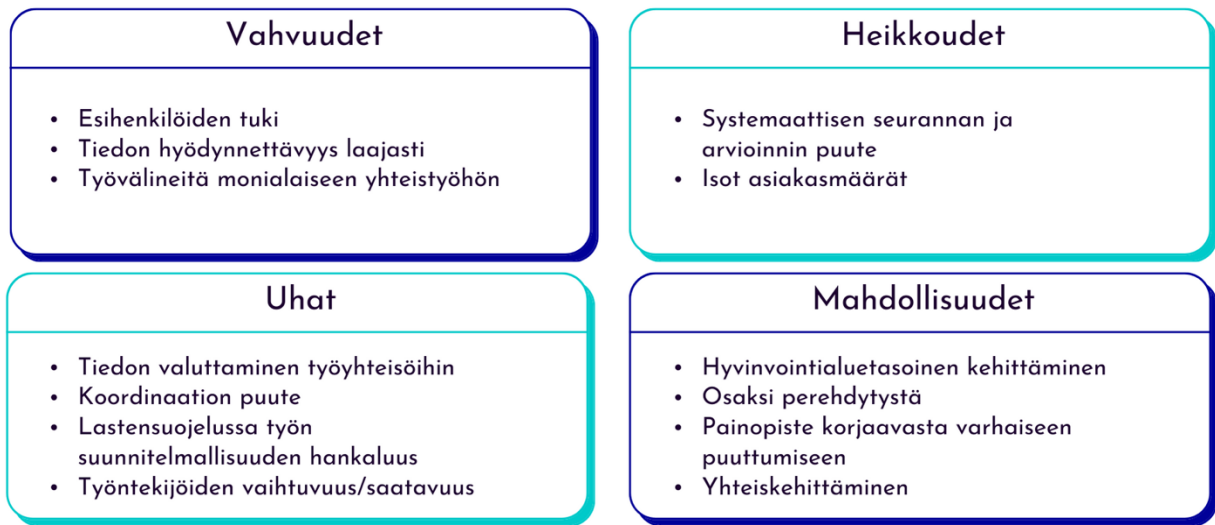 Vahvuudet
• Esihenkilöiden tuki
• Tiedon hyödynnettävyys laajasti
• Työvälineitä monialaiseen yhteistyöhön
Heikkoudet
• Systemaattisen seurannan ja
arvioinnin puute
• Isot asiakasmäärät
Uhat
• Tiedon valuttaminen työyhteisöihin
• Koordinaation puute
• Lastensuojelussa työn
suunnitelmallisuuden hankaluus
• Työntekijöiden vaihtuvuus/saatavuus
Mahdollisuudet
• Hyvinvointialuetasoinen kehittäminen
• Osaksi perehdytystä
• Painopiste korjaavasta varhaiseen
puuttumiseen
• Yhteiskehittäminen